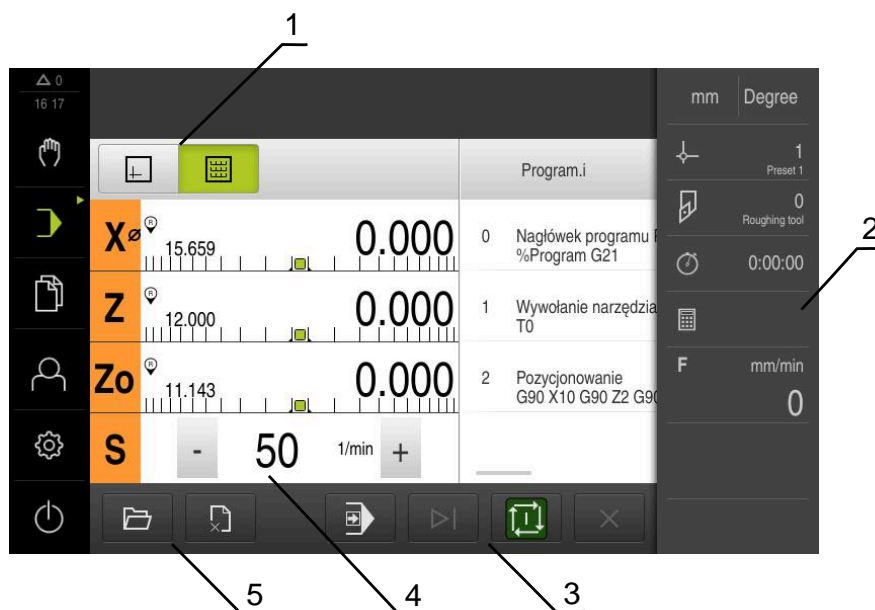 1
0
16 17
mm Degree
1
Preset 1
Program.i
0
Roughing tool
2
X⌀ R 15.659 0.000
0 Nagłówek programu
%Program G21
0:00:00
Z R 12.000 0.000
1 Wywołanie narzędzia
T0
Zo R 11.143 0.000
2 Pozycjonowanie
G90 X10 G90 Z2 G90
F mm/min
0
S - 50 1/min +
5
4
3